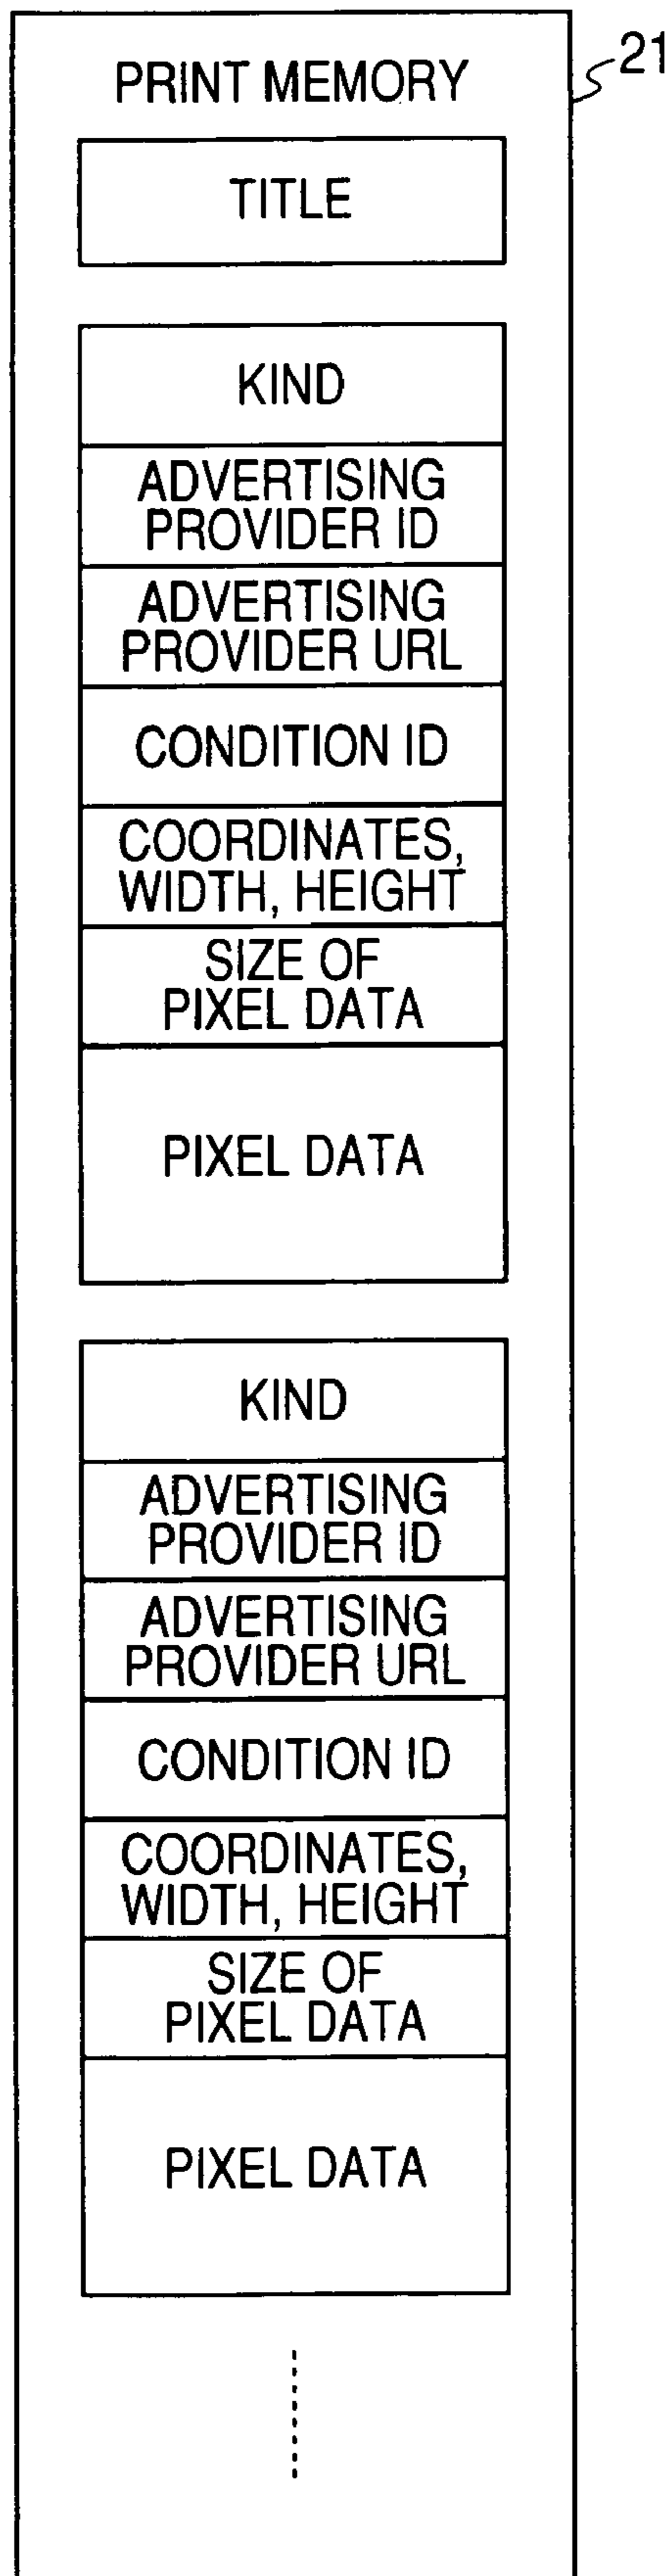 21
PRINT MEMORY
TITLE
KIND
ADVERTISING
PROVIDER ID
ADVERTISING
PROVIDER URL
CONDITION ID
COORDINATES,
WIDTH, HEIGHT
SIZE OF
PIXEL DATA
PIXEL DATA
KIND
ADVERTISING
PROVIDER ID
ADVERTISING
PROVIDER URL
CONDITION ID
COORDINATES,
WIDTH, HEIGHT
SIZE OF
PIXEL DATA
PIXEL DATA